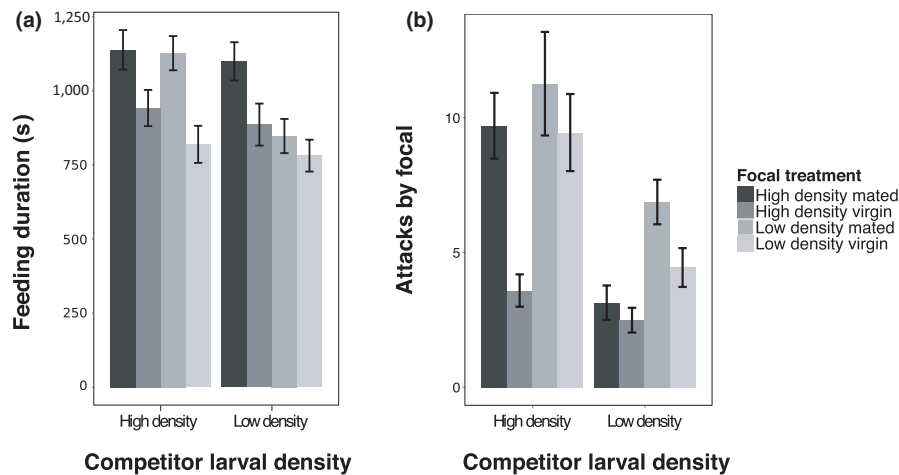 (a)
Feeding duration (s)
1,250
1,000
750
500
250
0
High density
Low density
Competitor larval density
(b)
Attacks by focal
10
5
0
High density
Low density
Competitor larval density
Focal treatment
High density mated
High density virgin
Low density mated
Low density virgin